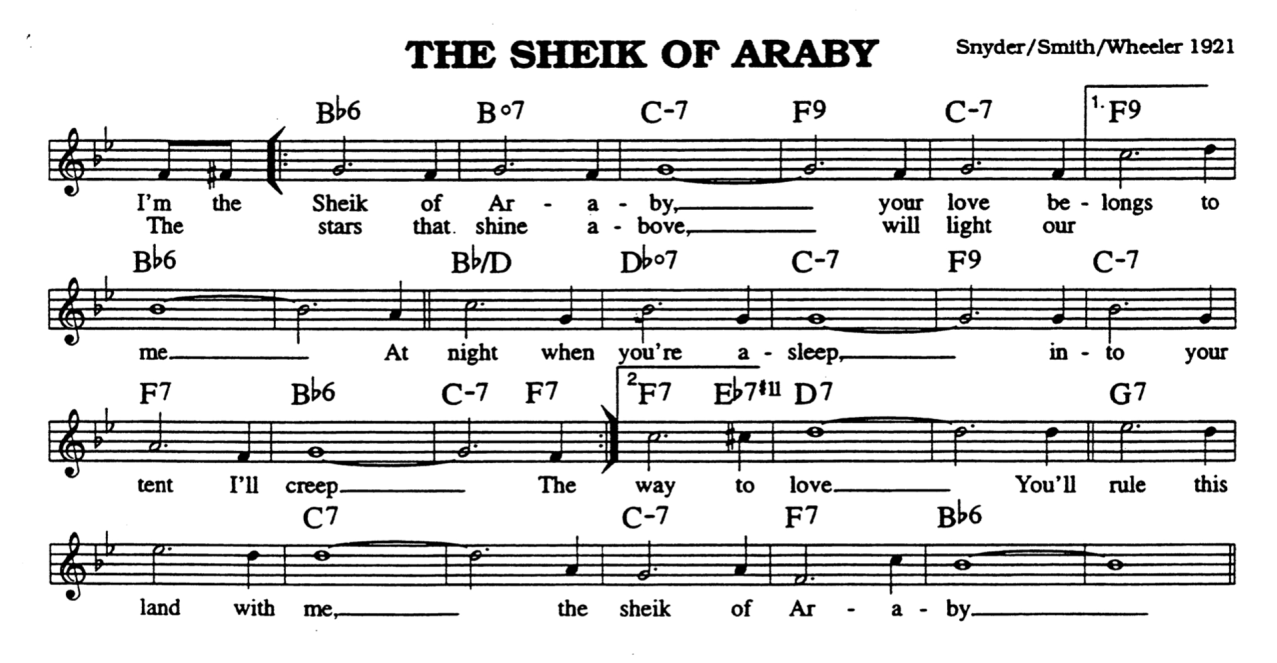 THE SHEIK OF ARABY
Snyder/Smith/Wheeler 1921
B♭6 B°7 C-7 F9 C-7 1. F9
I'm the Sheik of Ar - a - by, your love be - longs to
The stars that shine a - bove, will light our
B♭6 B♭/D D♭°7 C-7 F9 C-7
me At night when you're a - sleep, in - to your
F7 B♭6 C-7 F7 2 F7 E♭7#11 D7 G7
tent I'll creep The way to love You'll rule this
C7 C-7 F7 B♭6
land with me, the sheik of Ar - a - by